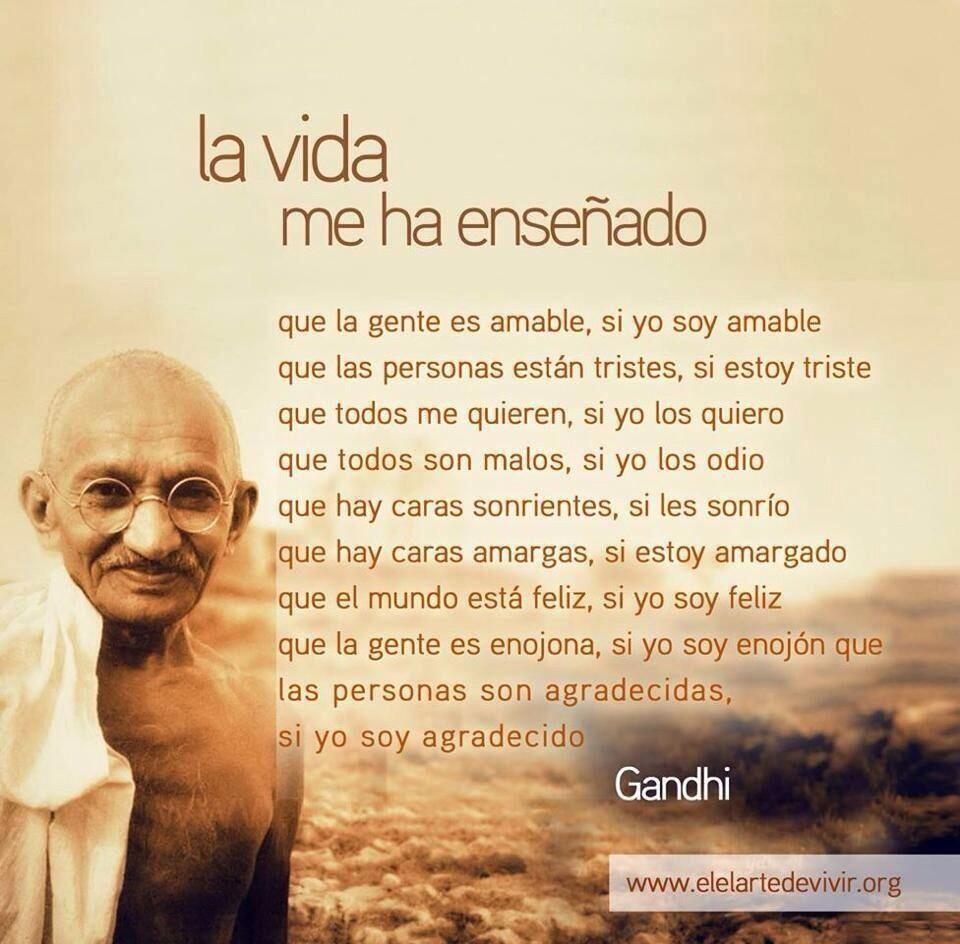 la vida
me ha enseñado
que la gente es amable, si yo soy amable
que las personas están tristes, si estoy triste
que todos me quieren, si yo los quiero
que todos son malos, si yo los odio
que hay caras sonrientes, si les sonrío
que hay caras amargas, si estoy amargado
que el mundo está feliz, si yo soy feliz
que la gente es enojona, si yo soy enojón que
las personas son agradecidas,
si yo soy agradecido
Gandhi
www.elelartedevivir.org